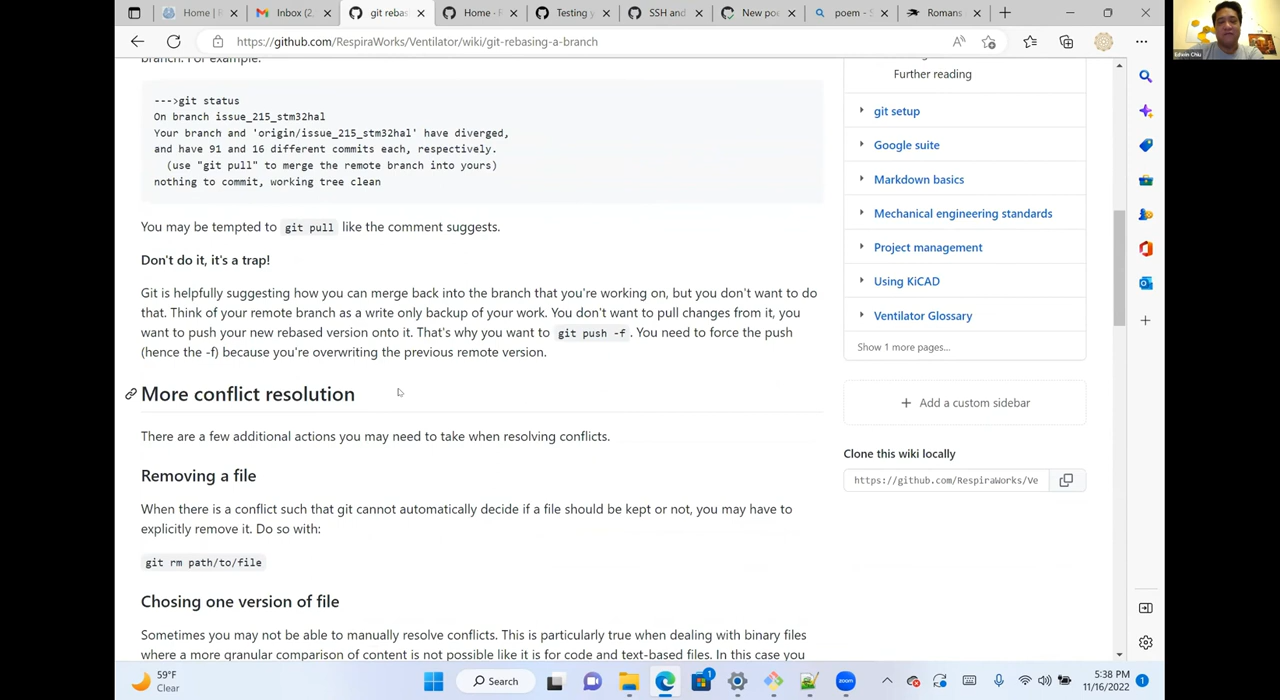 Home | R
Inbox (2,
git rebas
Home · F
Testing y
SSH and
New po
poem - S
Romans
https://github.com/RespiraWorks/Ventilator/wiki/git-rebasing-a-branch
Edwin Chiu
branch. For example:
--->git status
On branch issue_215_stm32hal
Your branch and 'origin/issue_215_stm32hal' have diverged,
and have 91 and 16 different commits each, respectively.
(use "git pull" to merge the remote branch into yours)
nothing to commit, working tree clean
You may be tempted to git pull like the comment suggests.
Don't do it, it's a trap!
Git is helpfully suggesting how you can merge back into the branch that you're working on, but you don't want to do
that. Think of your remote branch as a write only backup of your work. You don't want to pull changes from it, you
want to push your new rebased version onto it. That's why you want to git push -f . You need to force the push
(hence the -f) because you're overwriting the previous remote version.
More conflict resolution
There are a few additional actions you may need to take when resolving conflicts.
Removing a file
When there is a conflict such that git cannot automatically decide if a file should be kept or not, you may have to
explicitly remove it. Do so with:
git rm path/to/file
Chosing one version of file
Sometimes you may not be able to manually resolve conflicts. This is particularly true when dealing with binary files
where a more granular comparison of content is not possible like it is for code and text-based files. In this case you
Further reading
git setup
Google suite
Markdown basics
Mechanical engineering standards
Project management
Using KiCAD
Ventilator Glossary
Show 1 more pages...
+ Add a custom sidebar
Clone this wiki locally
https://github.com/RespiraWorks/Ve
59°F
Clear
Search
1
zoom
5:38 PM
11/16/2022
1